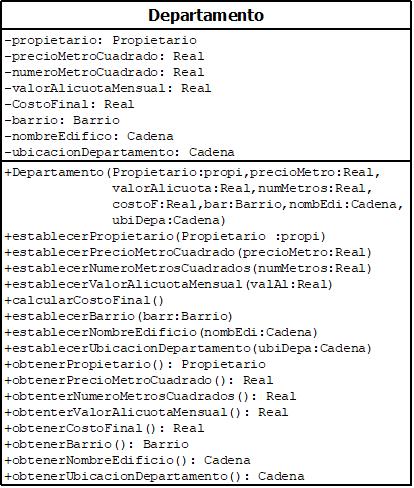 Departamento
-propietario: Propietario
-precioMetroCuadrado: Real
-numeroMetroCuadrado: Real
-valorAlicuotaMensual: Real
-CostoFinal: Real
-barrio: Barrio
-nombreEdifico: Cadena
-ubicacionDepartamento: Cadena
+Departamento(Propietario:propi,precioMetro:Real,
valorAlicuota:Real,numMetros:Real,
costoF:Real,bar:Barrio,nombEdi:Cadena,
ubiDepa:Cadena)
+establecerPropietario(Propietario :propi)
+establecerPrecioMetroCuadrado(precioMetro:Real)
+establecerNumeroMetrosCuadrados(numMetros:Real)
+establecerValorAlicuotaMensual(valAl:Real)
+calcularCostoFinal()
+establecerBarrio(barr:Barrio)
+establecerNombreEdificio(nombEdi:Cadena)
+establecerUbicacionDepartamento(ubiDepa:Cadena)
+obtenerPropietario(): Propietario
+obtenerPrecioMetroCuadrado(): Real
+obtenterNumeroMetrosCuadrados(): Real
+obtenterValorAlicuotaMensual(): Real
+obtenerCostoFinal(): Real
+obtenerBarrio(): Barrio
+obtenerNombreEdificio(): Cadena
+obtenerUbicacionDepartamento(): Cadena